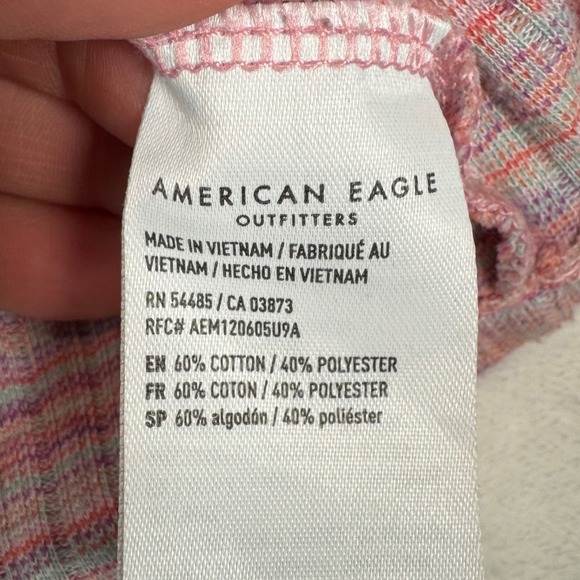 AMERICAN EAGLE
OUTFITTERS
MADE IN VIETNAM / FABRIQUÉ AU
VIETNAM / HECHO EN VIETNAM
RN 54485 / CA 03873
RFC# AEM120605U9A
EN 60% COTTON / 40% POLYESTER
FR 60% COTON / 40% POLYESTER
SP 60% algodón / 40% poliéster